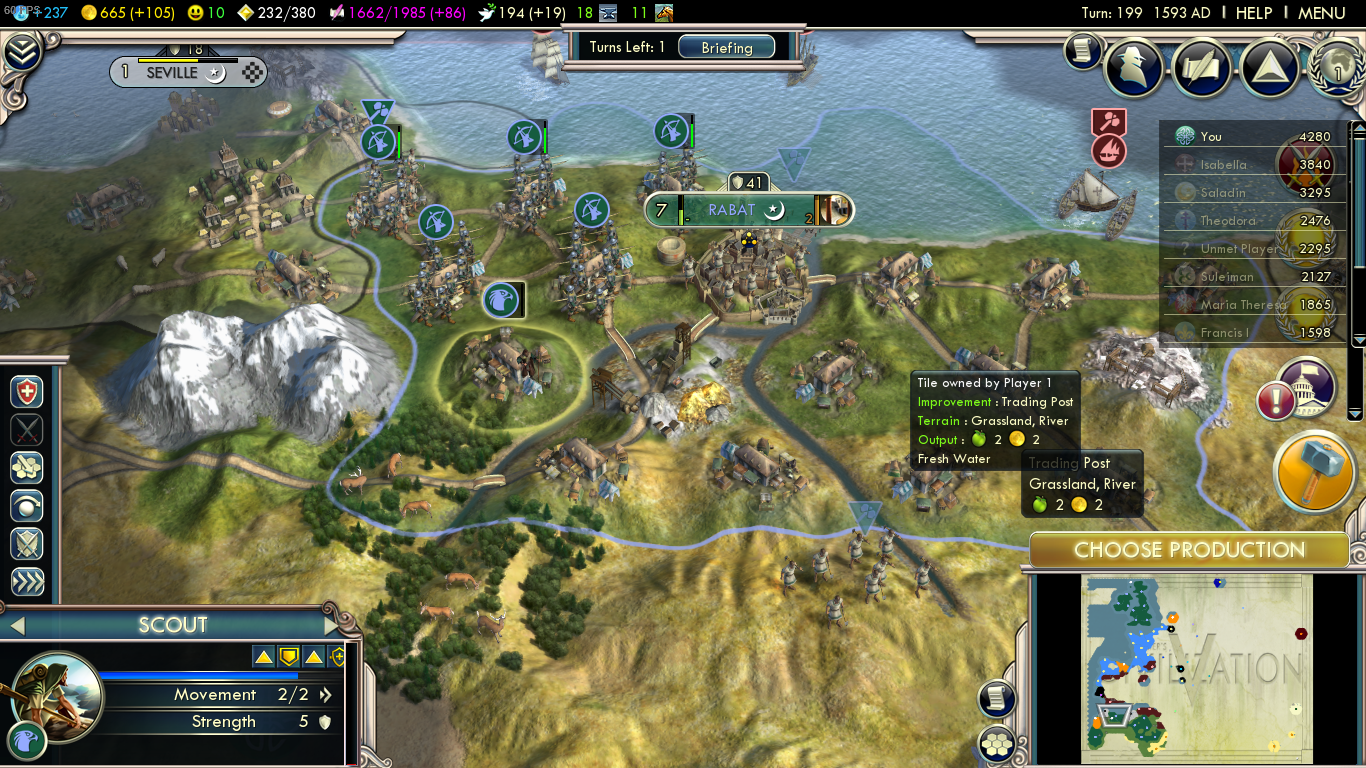 60 FPS
+237
665 (+105)
10
232/380
1662/1985 (+86)
194 (+19)
18
11
Turn: 199
1593 AD
HELP
MENU
Turns Left: 1
Briefing
18
1 SEVILLE
1
41
7 RABAT 2
You 4280
Isabella 3840
Saladin 3295
Theodora 2476
? Unmet Player 2295
Suleiman 2127
Maria Theresa 1865
Francis I 1598
Tile owned by Player 1
Improvement : Trading Post
Terrain : Grassland, River
Output : 2 2
Fresh Water
Trading Post
Grassland, River
2 2
CHOOSE PRODUCTION
SCOUT
Movement 2/2
Strength 5